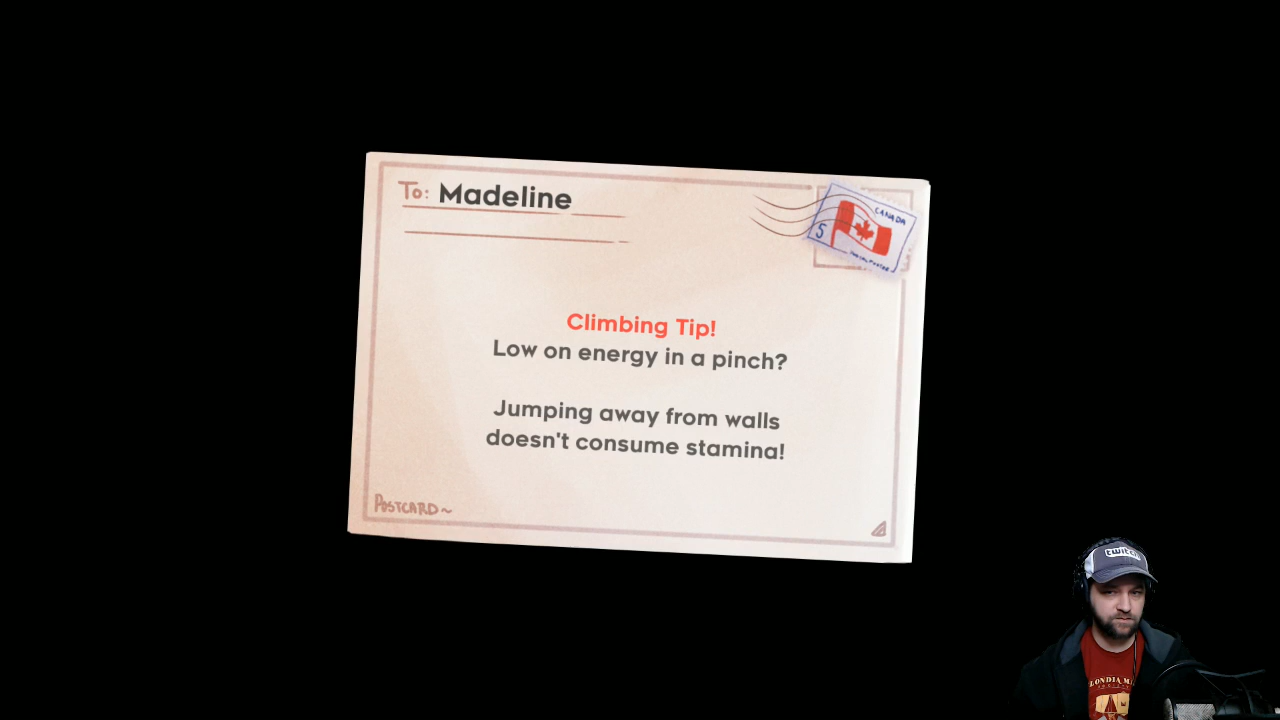 To: Madeline
CANADA
5
Climbing Tip!
Low on energy in a pinch?
Jumping away from walls
doesn't consume stamina!
POSTCARD~
twitch